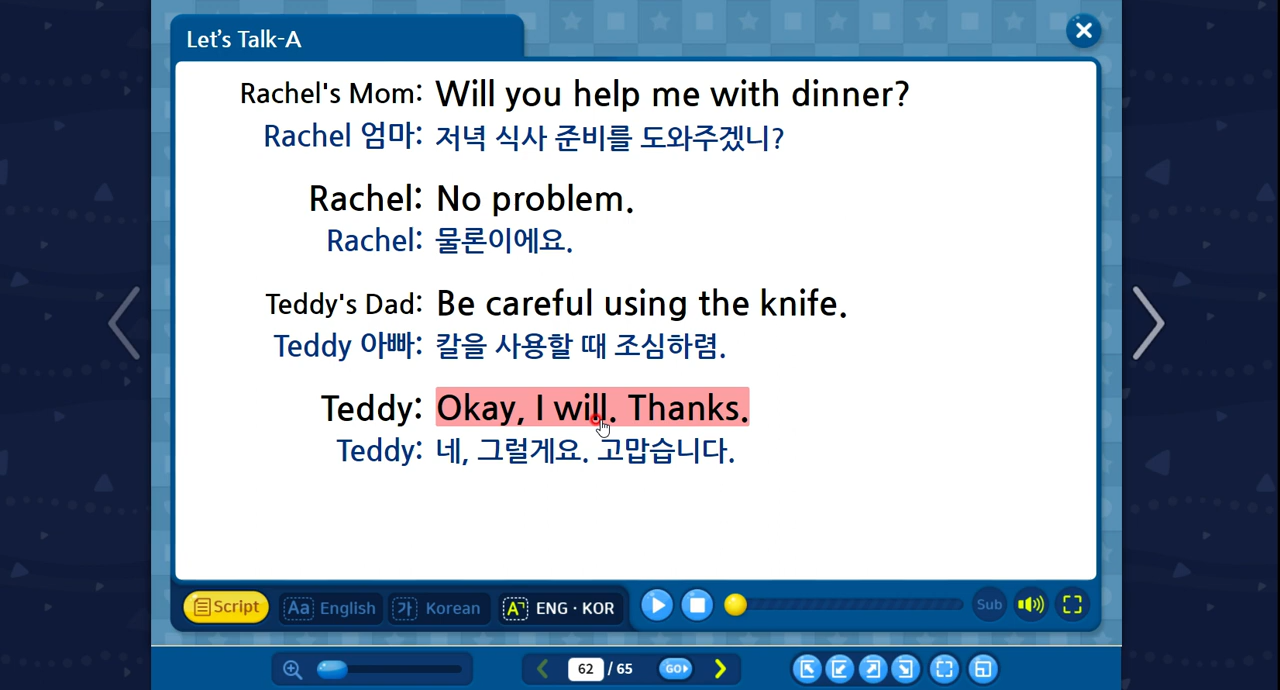 Let's Talk-A
Rachel's Mom: Will you help me with dinner?
Rachel 엄마: 저녁 식사 준비를 도와주겠니?
Rachel: No problem.
Rachel: 물론이에요.
Teddy's Dad: Be careful using the knife.
Teddy 아빠: 칼을 사용할 때 조심하렴.
Teddy: Okay, I will. Thanks.
Teddy: 네, 그럴게요. 고맙습니다.
Script Aa English 가 Korean A ENG · KOR Sub
62 / 65 GO